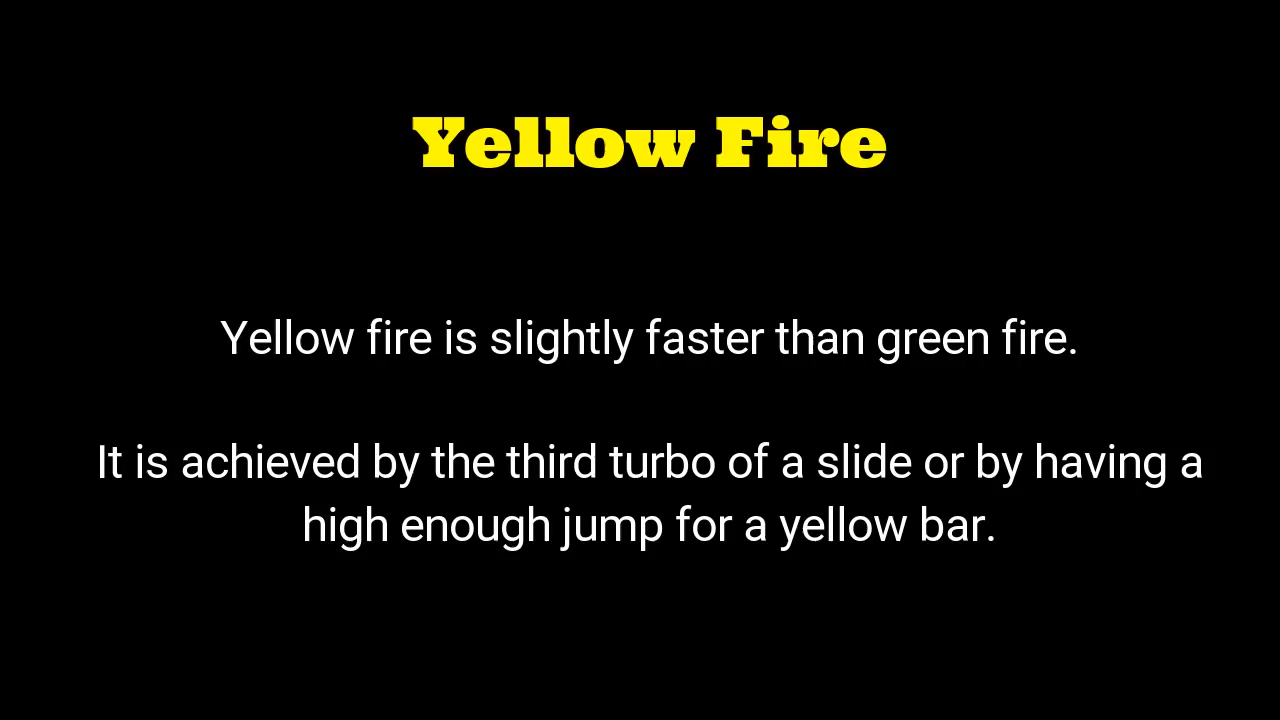 Yellow Fire
Yellow fire is slightly faster than green fire.
It is achieved by the third turbo of a slide or by having a
high enough jump for a yellow bar.